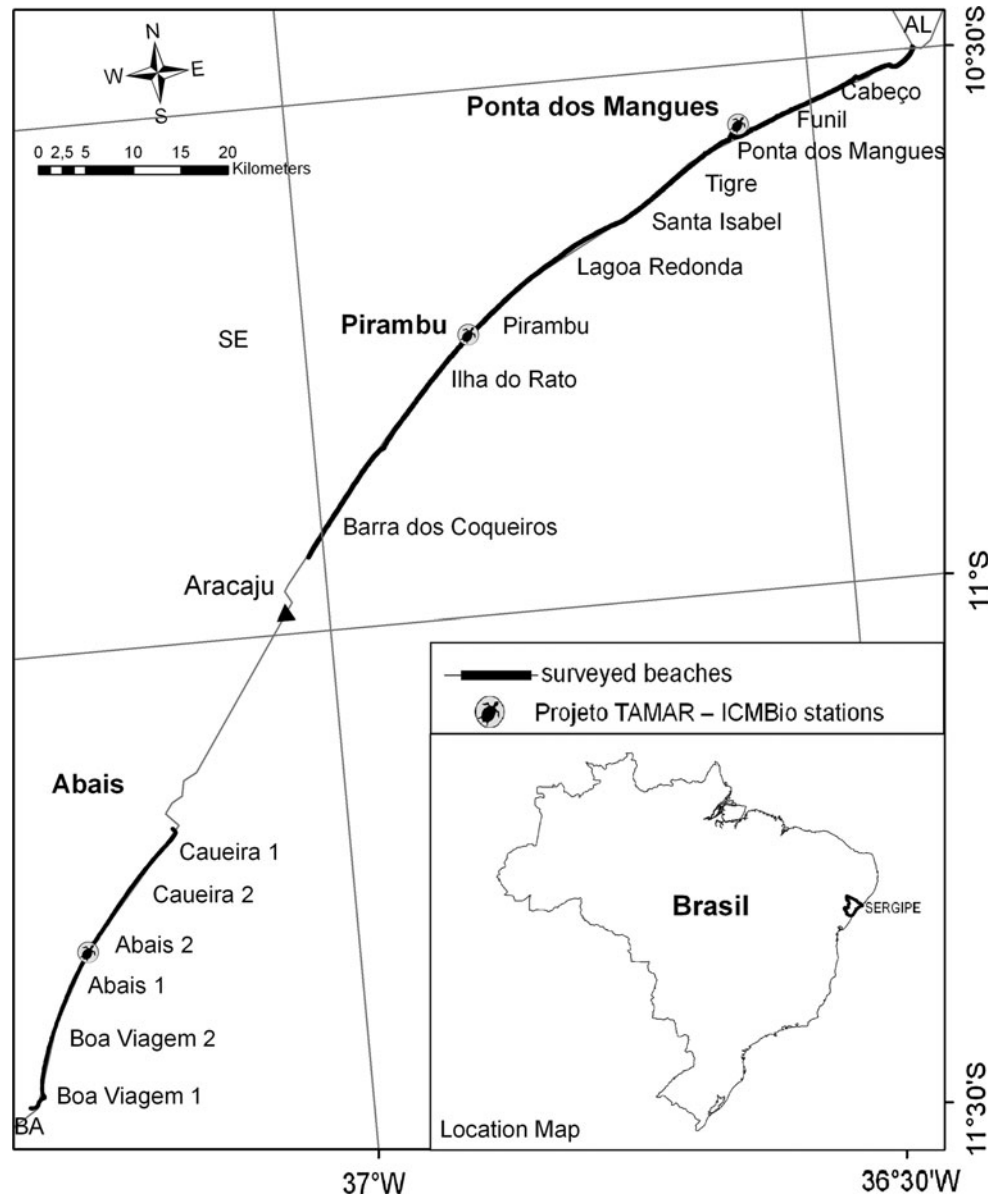 AL
N
W E
S
10°30'S
Cabeço
Ponta dos Mangues
Funil
Ponta dos Mangues
0 2,5 5 10 15 20
Kilometers
Tigre
Santa Isabel
Lagoa Redonda
Pirambu
Pirambu
SE
Ilha do Rato
Barra dos Coqueiros
11°S
Aracaju
surveyed beaches
Projeto TAMAR – ICMBio stations
Abais
Caueira 1
Caueira 2
Brasil
SERGIPE
Abais 2
Abais 1
Boa Viagem 2
Boa Viagem 1
11°30'S
BA
Location Map
37°W
36°30'W